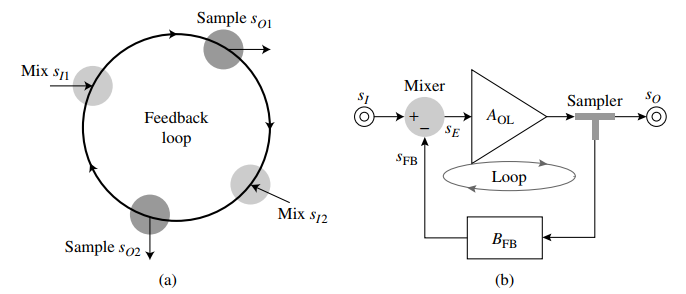 Sample s_O1
Mix s_I1
Feedback
loop
Mix s_I2
Sample s_O2
(a)
Mixer
s_I
+
−
s_E
A_OL
Sampler
s_O
s_FB
Loop
B_FB
(b)